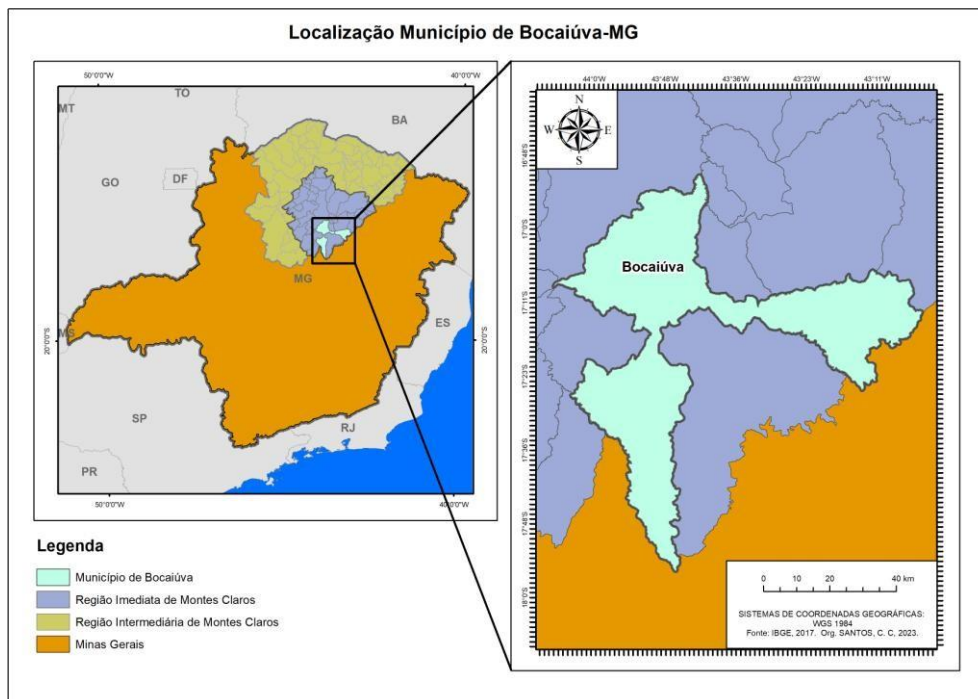 Localização Município de Bocaiúva-MG
50°0'0"W
40°0'0"W
TO
MT
BA
GO
DF
MG
ES
MS
20°0'0"S
20°0'0"S
SP
RJ
PR
50°0'0"W
40°0'0"W
44°0'W
43°48'W
43°36'W
43°23'W
43°11'W
N
W
E
S
16°48'S
17°0'S
17°11'S
17°23'S
17°36'S
17°48'S
18°0'S
Bocaiúva
0 10 20 40 km
SISTEMAS DE COORDENADAS GEOGRÁFICAS:
WGS 1984
Fonte: IBGE, 2017. Org. SANTOS, C. C, 2023.
Legenda
Município de Bocaiúva
Região Imediata de Montes Claros
Região Intermediária de Montes Claros
Minas Gerais